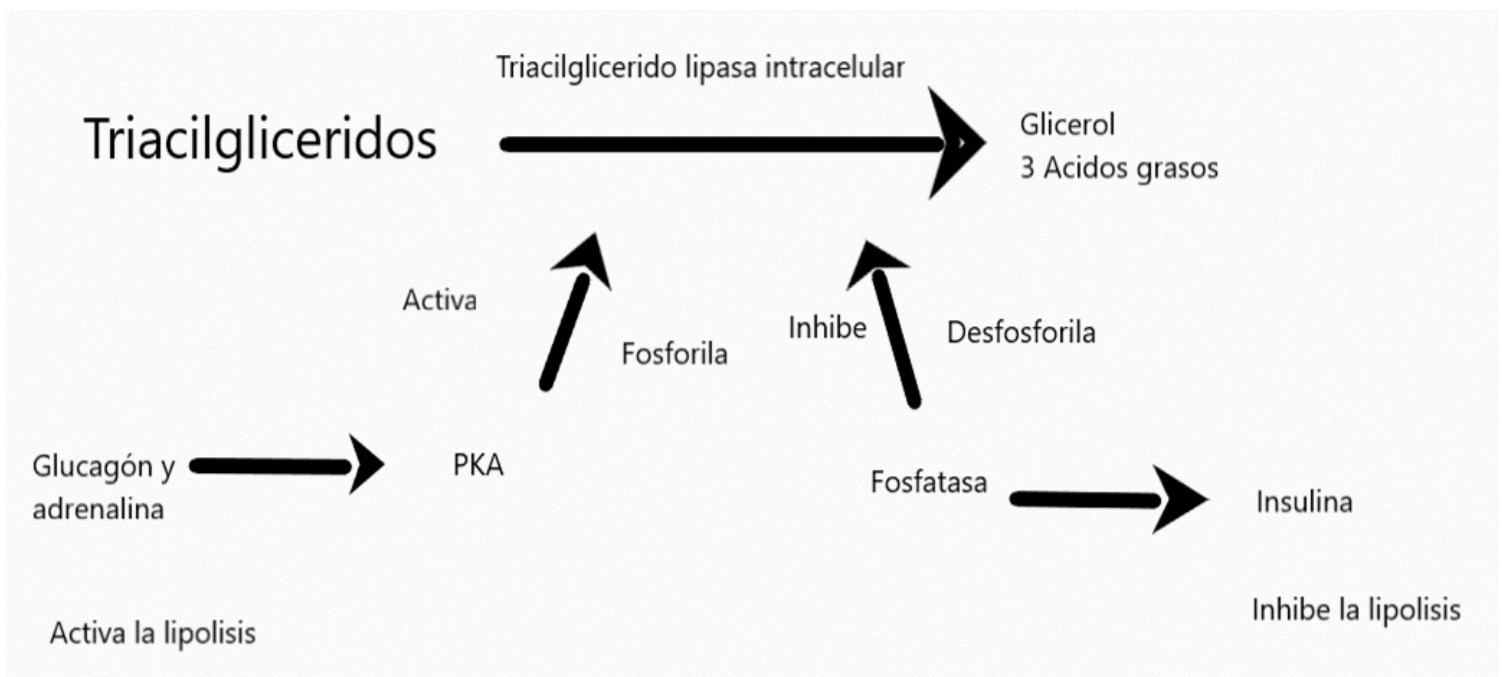 Triacilglicerido lipasa intracelular
Triacilgliceridos
Glicerol
3 Acidos grasos
Activa
Fosforila
Inhibe
Desfosforila
Glucagón y
adrenalina
PKA
Fosfatasa
Insulina
Activa la lipolisis
Inhibe la lipolisis